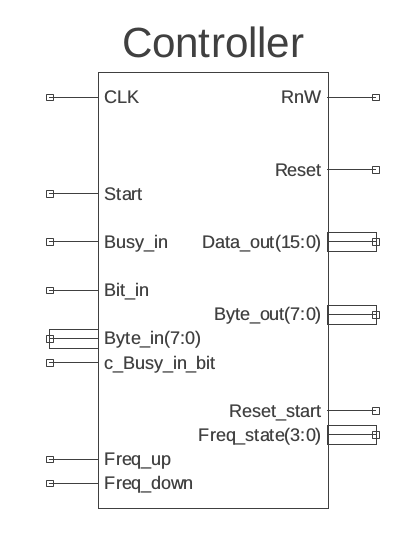 Controller
CLK RnW
Reset
Start
Busy_in Data_out(15:0)
Bit_in
Byte_out(7:0)
Byte_in(7:0)
c_Busy_in_bit
Reset_start
Freq_state(3:0)
Freq_up
Freq_down